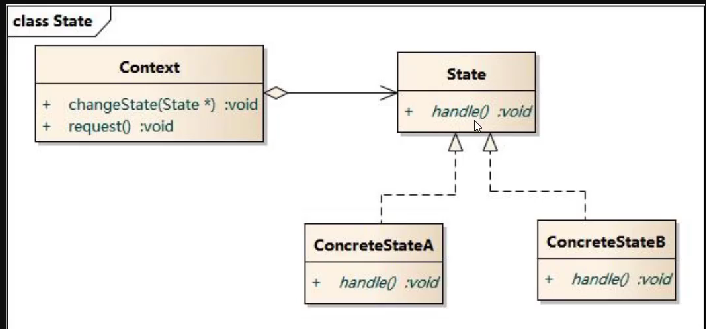 class State
Context
+ changeState(State *) :void
+ request() :void
State
+ handle() :void
ConcreteStateA
+ handle() :void
ConcreteStateB
+ handle() :void